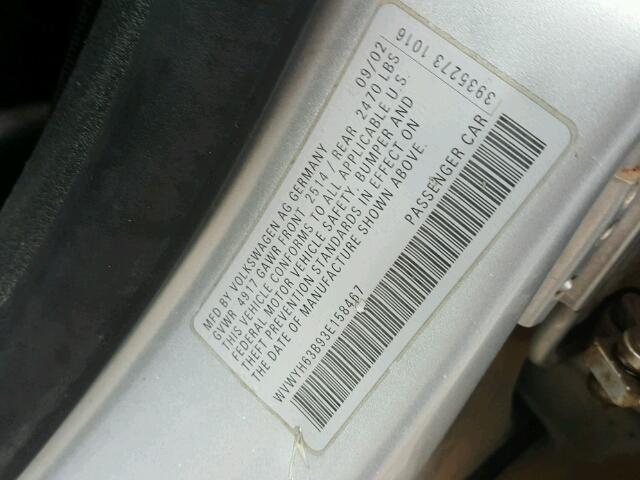 MFD BY VOLKSWAGEN AG GERMANY 09/02
GVWR 4917 GAWR FRONT 2514 / REAR 2470 LBS
THIS VEHICLE CONFORMS TO ALL APPLICABLE U.S.
FEDERAL MOTOR VEHICLE SAFETY, BUMPER AND
THEFT PREVENTION STANDARDS IN EFFECT ON
THE DATE OF MANUFACTURE SHOWN ABOVE.
WVWYH63B93E158467 PASSENGER CAR
3935273 1016